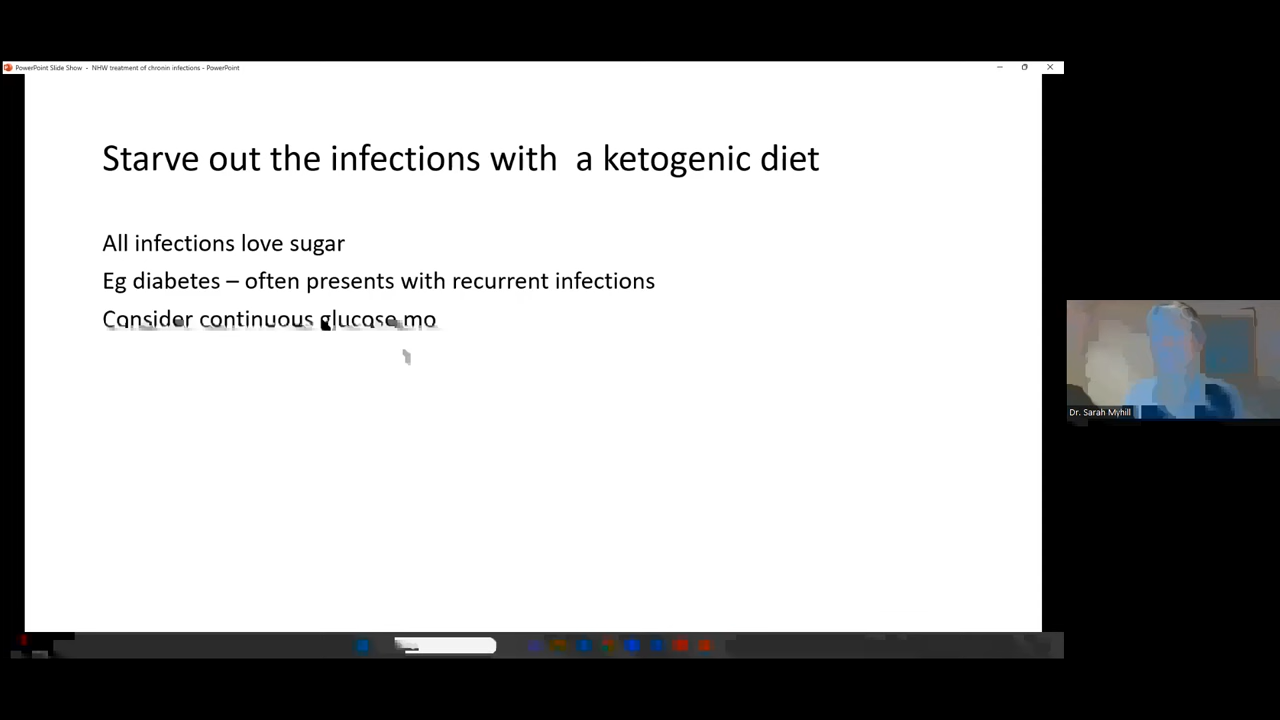 PowerPoint Slide Show - NHW treatment of chronin infections - PowerPoint
Starve out the infections with a ketogenic diet
All infections love sugar
Eg diabetes – often presents with recurrent infections
Consider continuous glucose mo
Dr. Sarah Myhill